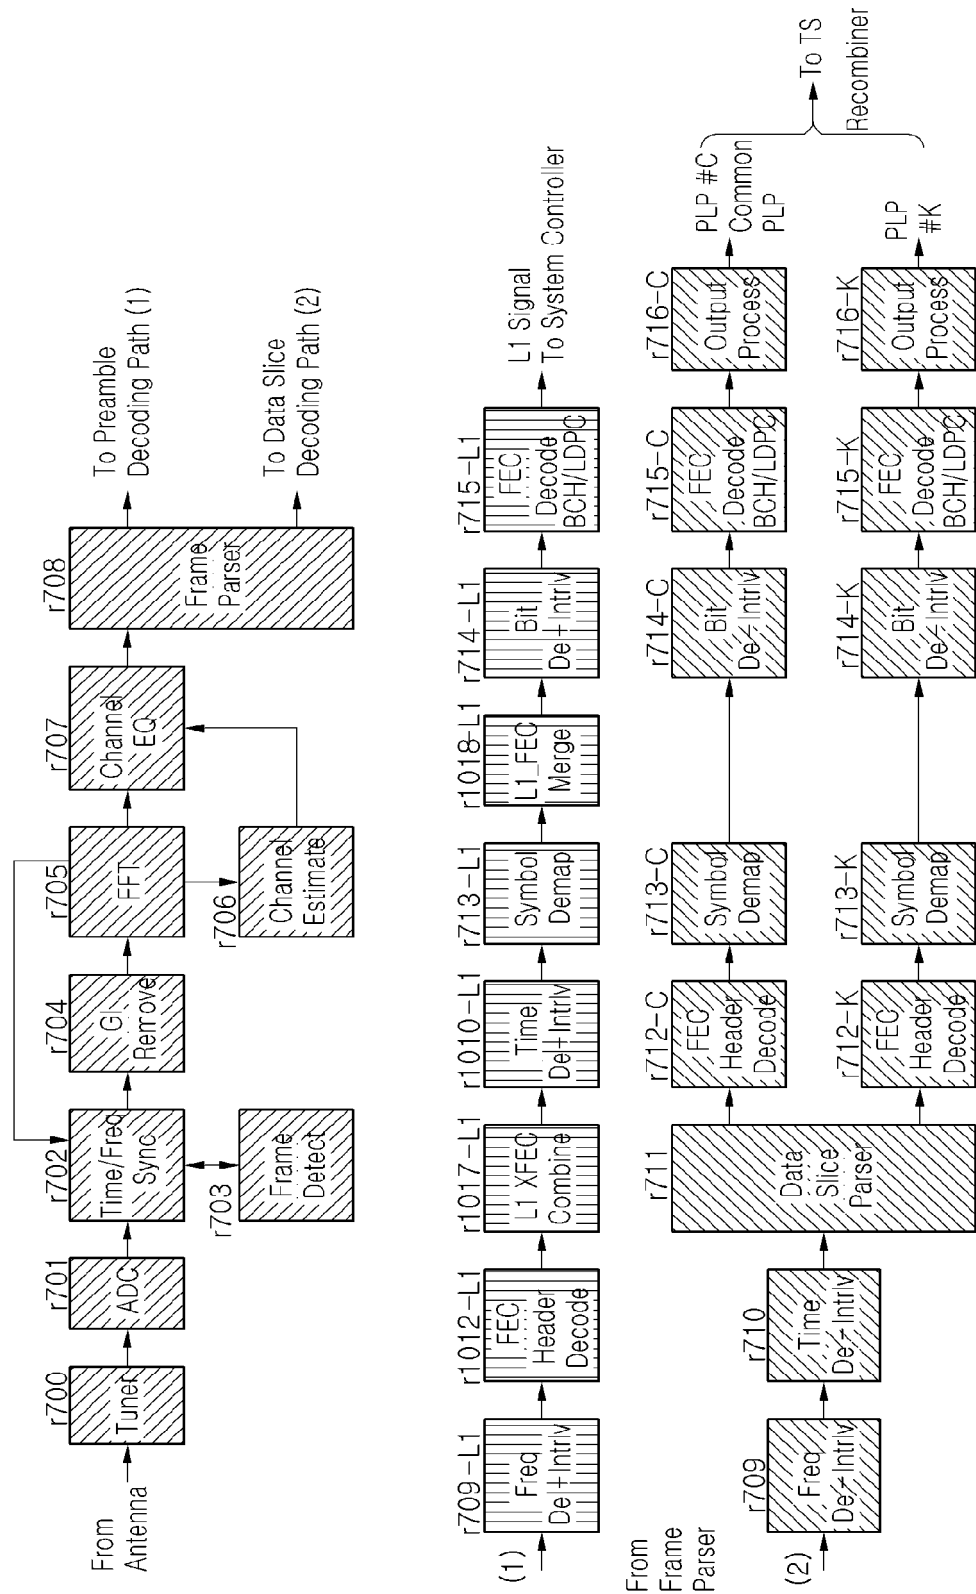 From
Antenna
r700
Tuner
r701
ADC
r702
Time/Freq
Sync
r703
Frame
Detect
r704
GI
Remove
r705
FFT
r706
Channel
Estimate
r707
Channel
EQ
r708
Frame
Parser
To Preamble
Decoding Path (1)
To Data Slice
Decoding Path (2)
(1)
r709-L1
Freq
De-Intrlv
r1012-L1
FEC
Header
Decode
r1017-L1
L1 XFEC
Combine
r1010-L1
Time
De-Intrlv
r713-L1
Symbol
Demap
r1018-L1
L1_FEC
Merge
r714-L1
Bit
De-Intrlv
r715-L1
FEC
Decode
BCH/LDPC
L1 Signal
To System Controller
From
Frame
Parser
(2)
r709
Freq
De-Intrlv
r710
Time
De-Intrlv
r711
Data
Slice
Parser
r712-C
FEC
Header
Decode
r713-C
Symbol
Demap
r714-C
Bit
De-Intrlv
r715-C
FEC
Decode
BCH/LDPC
r716-C
Output
Process
PLP #C
Common
PLP
r712-K
FEC
Header
Decode
r713-K
Symbol
Demap
r714-K
Bit
De-Intrlv
r715-K
FEC
Decode
BCH/LDPC
r716-K
Output
Process
PLP
#K
To TS
Recombiner